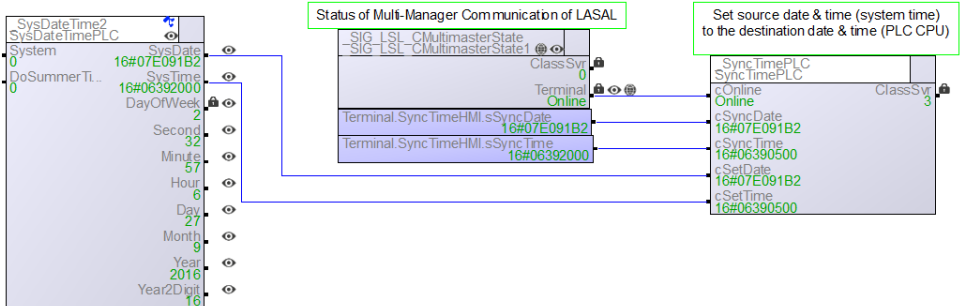 Status of Multi-Manager Communication of LASAL
Set source date & time (system time)
to the destination date & time (PLC CPU)
SysDateTime2
SysDateTimePLC
System
0
SysDate
16#07E091B2
DoSummerTi...
0
SysTime
16#06392000
DayOfWeek
2
Second
32
Minute
57
Hour
6
Day
27
Month
9
Year
2016
Year2Digit
16
_SIG_LSL_CMultimasterState
_SIG_LSL_CMultimasterState1
ClassSvr
0
Terminal
Online
Terminal.SyncTimeHMI.sSyncDate
16#07E091B2
Terminal.SyncTimeHMI.sSyncTime
16#06392000
SyncTimePLC
SyncTimePLC
cOnline
Online
ClassSvr
3
cSyncDate
16#07E091B2
cSyncTime
16#06390500
cSetDate
16#07E091B2
cSetTime
16#06390500